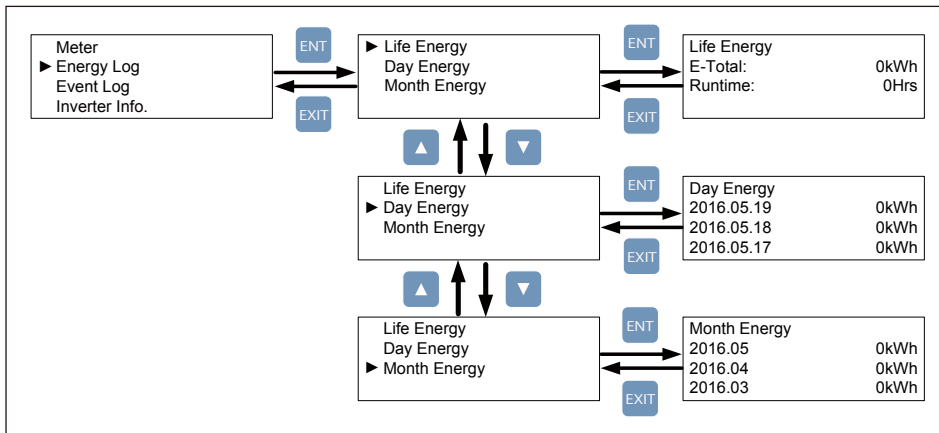 Meter
► Energy Log
Event Log
Inverter Info.
ENT
EXIT
► Life Energy
Day Energy
Month Energy
ENT
EXIT
Life Energy
E-Total: 0kWh
Runtime: 0Hrs
▲ ▼
Life Energy
► Day Energy
Month Energy
ENT
EXIT
Day Energy
2016.05.19 0kWh
2016.05.18 0kWh
2016.05.17 0kWh
▲ ▼
Life Energy
Day Energy
► Month Energy
ENT
EXIT
Month Energy
2016.05 0kWh
2016.04 0kWh
2016.03 0kWh